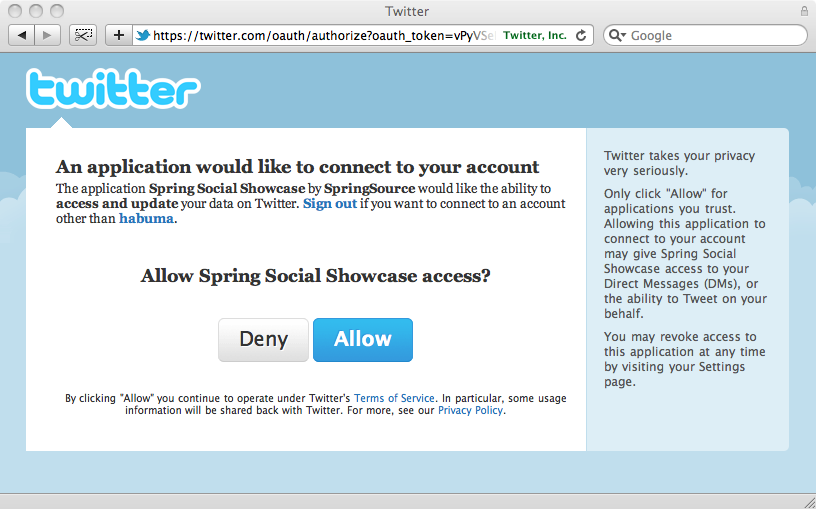 Twitter
https://twitter.com/oauth/authorize?oauth_token=vPyVSe
Twitter, Inc.
Google
twitter
An application would like to connect to your account
The application Spring Social Showcase by SpringSource would like the ability to
access and update your data on Twitter. Sign out if you want to connect to an account
other than habuma.
Allow Spring Social Showcase access?
Deny
Allow
By clicking "Allow" you continue to operate under Twitter's Terms of Service. In particular, some usage
information will be shared back with Twitter. For more, see our Privacy Policy.
Twitter takes your privacy
very seriously.
Only click "Allow" for
applications you trust.
Allowing this application to
connect to your account
may give Spring Social
Showcase access to your
Direct Messages (DMs), or
the ability to Tweet on your
behalf.
You may revoke access to
this application at any time
by visiting your Settings
page.